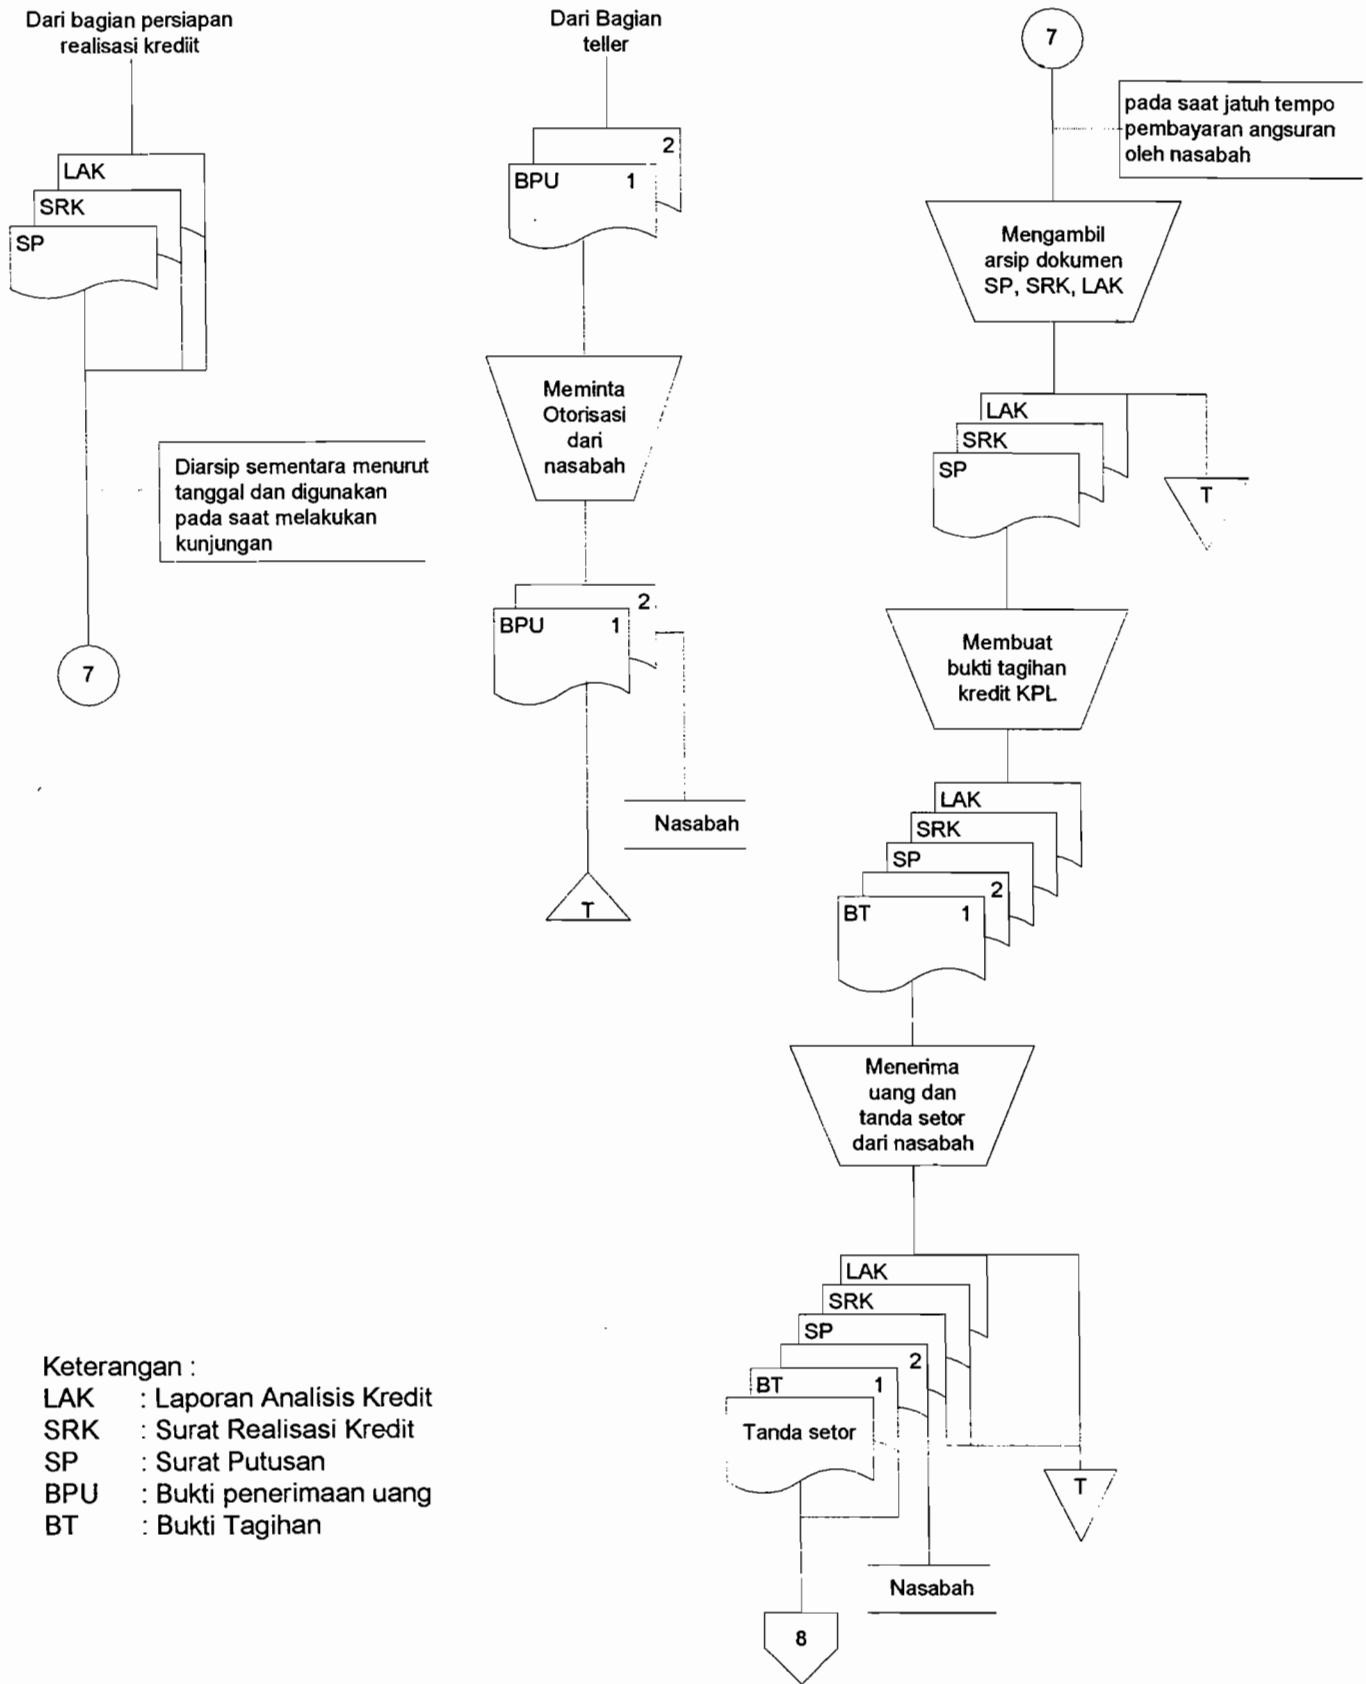 Dari bagian persiapan
realisasi krediit
LAK
SRK
SP
Diarsip sementara menurut
tanggal dan digunakan
pada saat melakukan
kunjungan
7
Dari Bagian
teller
2
BPU 1
Meminta
Otorisasi
dari
nasabah
2
BPU 1
Nasabah
T
7
pada saat jatuh tempo
pembayaran angsuran
oleh nasabah
Mengambil
arsip dokumen
SP, SRK, LAK
LAK
SRK
SP
T
Membuat
bukti tagihan
kredit KPL
LAK
SRK
SP
2
BT 1
Menerima
uang dan
tanda setor
dari nasabah
LAK
SRK
SP
2
BT 1
Tanda setor
T
Nasabah
8
Keterangan :
LAK : Laporan Analisis Kredit
SRK : Surat Realisasi Kredit
SP : Surat Putusan
BPU : Bukti penerimaan uang
BT : Bukti Tagihan